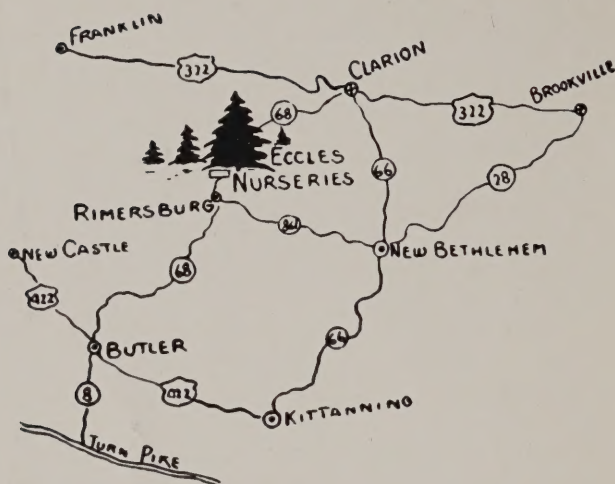 FRANKLIN
322
CLARION
BROOKVILLE
322
68
ECCLES
NURSERIES
66
28
RIMERSBURG
861
NEW BETHLEHEM
NEW CASTLE
68
422
66
BUTLER
422
8
KITTANNING
TURN PIKE